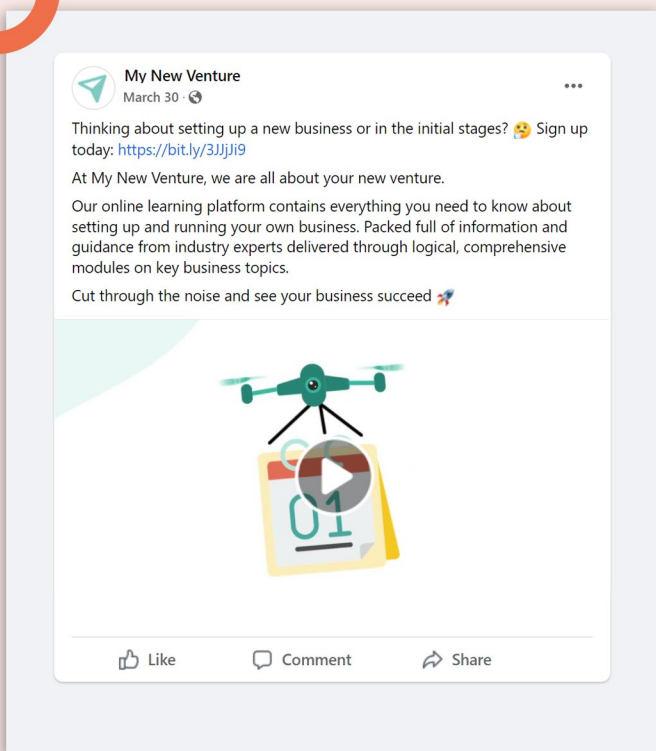 My New Venture
March 30 ·
Thinking about setting up a new business or in the initial stages? 🤔 Sign up
today: https://bit.ly/3JJjJi9
At My New Venture, we are all about your new venture.
Our online learning platform contains everything you need to know about
setting up and running your own business. Packed full of information and
guidance from industry experts delivered through logical, comprehensive
modules on key business topics.
Cut through the noise and see your business succeed 🚀
01
Like
Comment
Share